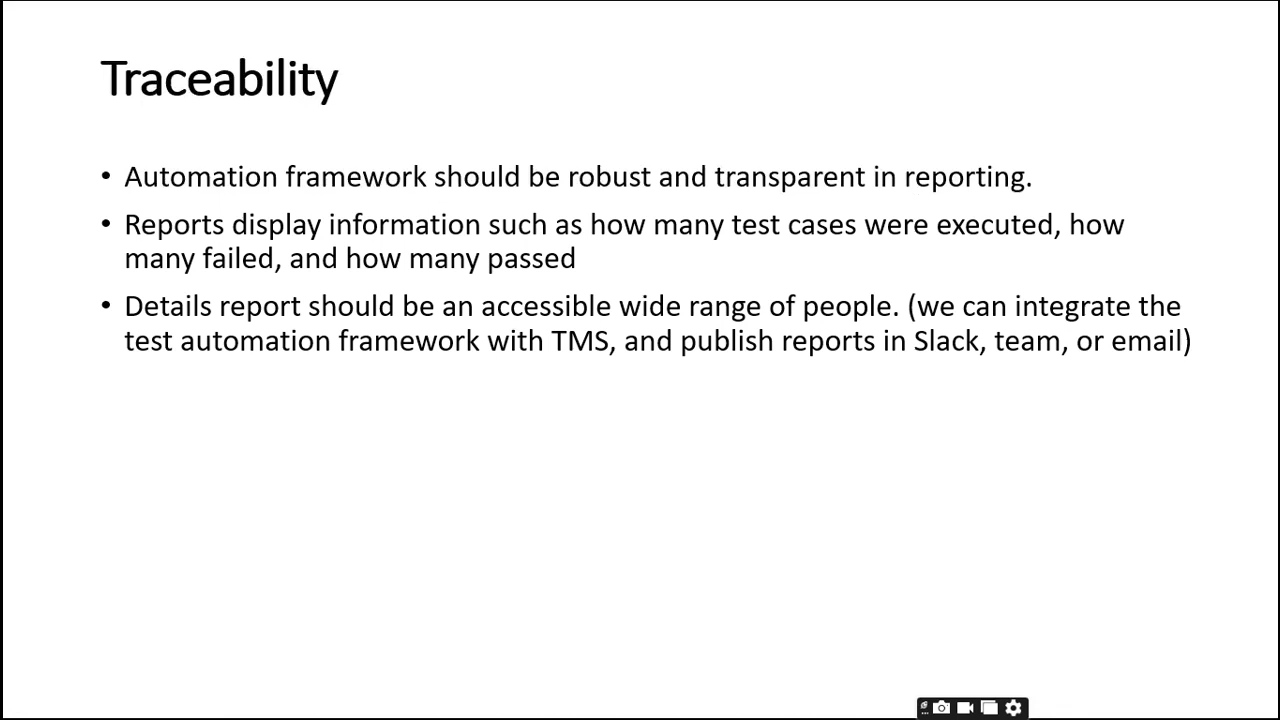 Traceability
• Automation framework should be robust and transparent in reporting.
• Reports display information such as how many test cases were executed, how
many failed, and how many passed
• Details report should be an accessible wide range of people. (we can integrate the
test automation framework with TMS, and publish reports in Slack, team, or email)